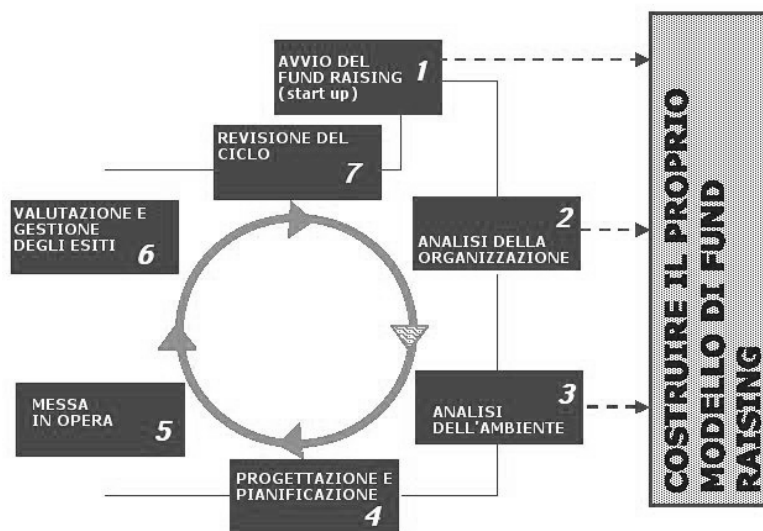 AVVIO DEL
FUND RAISING
(start up)
1
REVISIONE DEL
CICLO
7
VALUTAZIONE E
GESTIONE
DEGLI ESITI
6
2
ANALISI DELLA
ORGANIZZAZIONE
MESSA
IN OPERA
5
3
ANALISI
DELL'AMBIENTE
PROGETTAZIONE E
PIANIFICAZIONE
4
COSTRUIRE IL PROPRIO
MODELLO DI FUND
RAISING